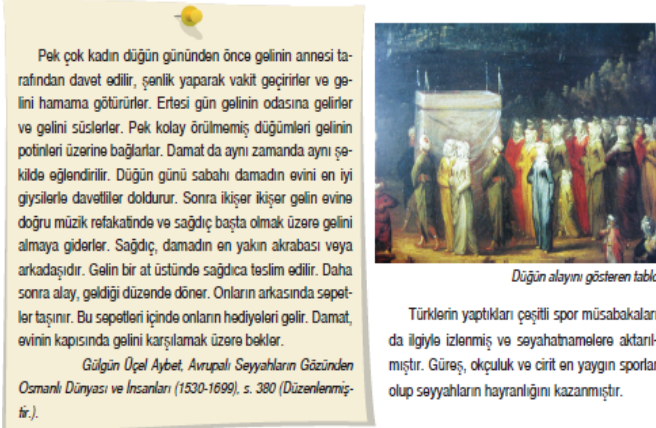 Pek çok kadın düğün gününden önce gelinin annesi ta-
rafından davet edilir, şenlik yaparak vakit geçirirler ve ge-
lini hamama götürürler. Ertesi gün gelinin odasına gelirler
ve gelini süslerler. Pek kolay örülmemiş düğümleri gelinin
potinleri üzerine bağlarlar. Damat da aynı zamanda aynı şe-
kilde eğlendirilir. Düğün günü sabahı damadın evini en iyi
giysilerle davetliler doldurur. Sonra ikişer ikişer gelin evine
doğru müzik refakatinde ve sağdıç başta olmak üzere gelini
almaya giderler. Sağdıç, damadın en yakın akrabası veya
arkadaşıdır. Gelin bir at üstünde sağdıca teslim edilir. Daha
sonra alay, geldiği düzende döner. Onların arkasında sepet-
ler taşınır. Bu sepetleri içinde onların hediyeleri gelir. Damat,
evinin kapısında gelini karşılamak üzere bekler.
Gülgün Üçel Aybet, Avrupalı Seyyahların Gözünden
Osmanlı Dünyası ve İnsanları (1530-1699), s. 380 (Düzenlenmiş-
tir.).
Düğün alayını gösteren tablo
Türklerin yaptıkları çeşitli spor müsabakaları
da ilgiyle izlenmiş ve seyahatnamelere aktarıl-
mıştır. Güreş, okçuluk ve cirit en yaygın sporlar
olup seyyahların hayranlığını kazanmıştır.